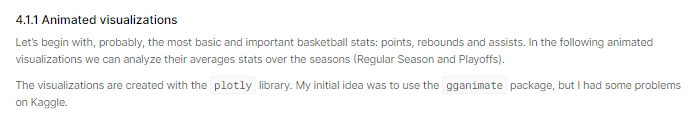 4.1.1 Animated visualizations
Let's begin with, probably, the most basic and important basketball stats: points, rebounds and assists. In the following animated
visualizations we can analyze their averages stats over the seasons (Regular Season and Playoffs).
The visualizations are created with the plotly library. My initial idea was to use the gganimate package, but I had some problems
on Kaggle.